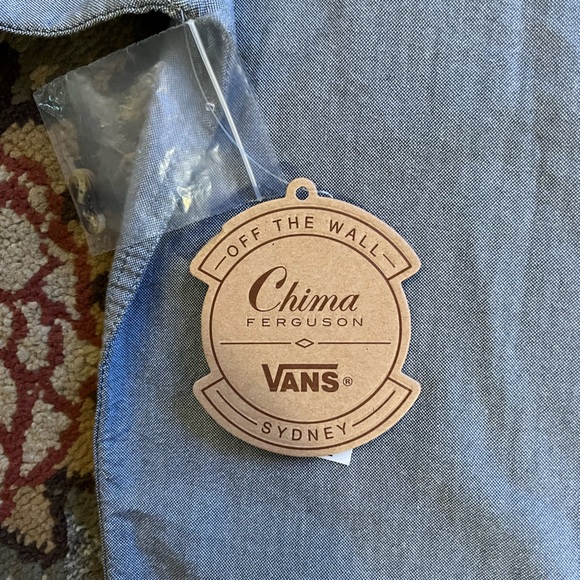 OFF THE WALL
Chima
FERGUSON
VANS®
SYDNEY